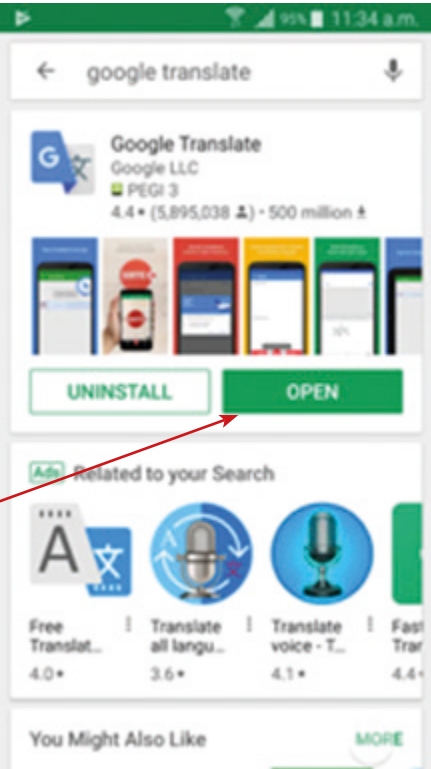 95% 11:34 a.m.
google translate
Google Translate
Google LLC
PEGI 3
4.4★ (5,895,038) • 500 million
UNINSTALL OPEN
Ads Related to your Search
Free Translat...
4.0★
Translate all langu...
3.6★
Translate voice - T...
4.1★
Fast Tran
4.4★
You Might Also Like MORE